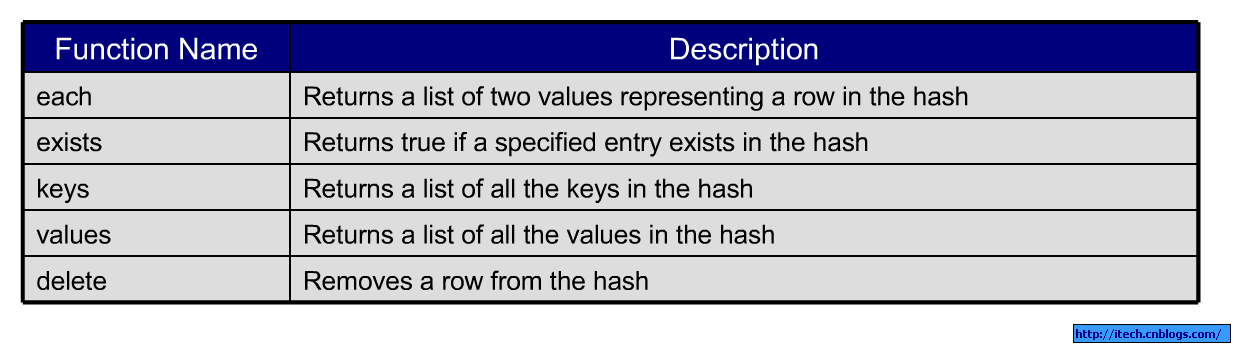 Function Name Description
each Returns a list of two values representing a row in the hash
exists Returns true if a specified entry exists in the hash
keys Returns a list of all the keys in the hash
values Returns a list of all the values in the hash
delete Removes a row from the hash
http://itech.cnblogs.com/